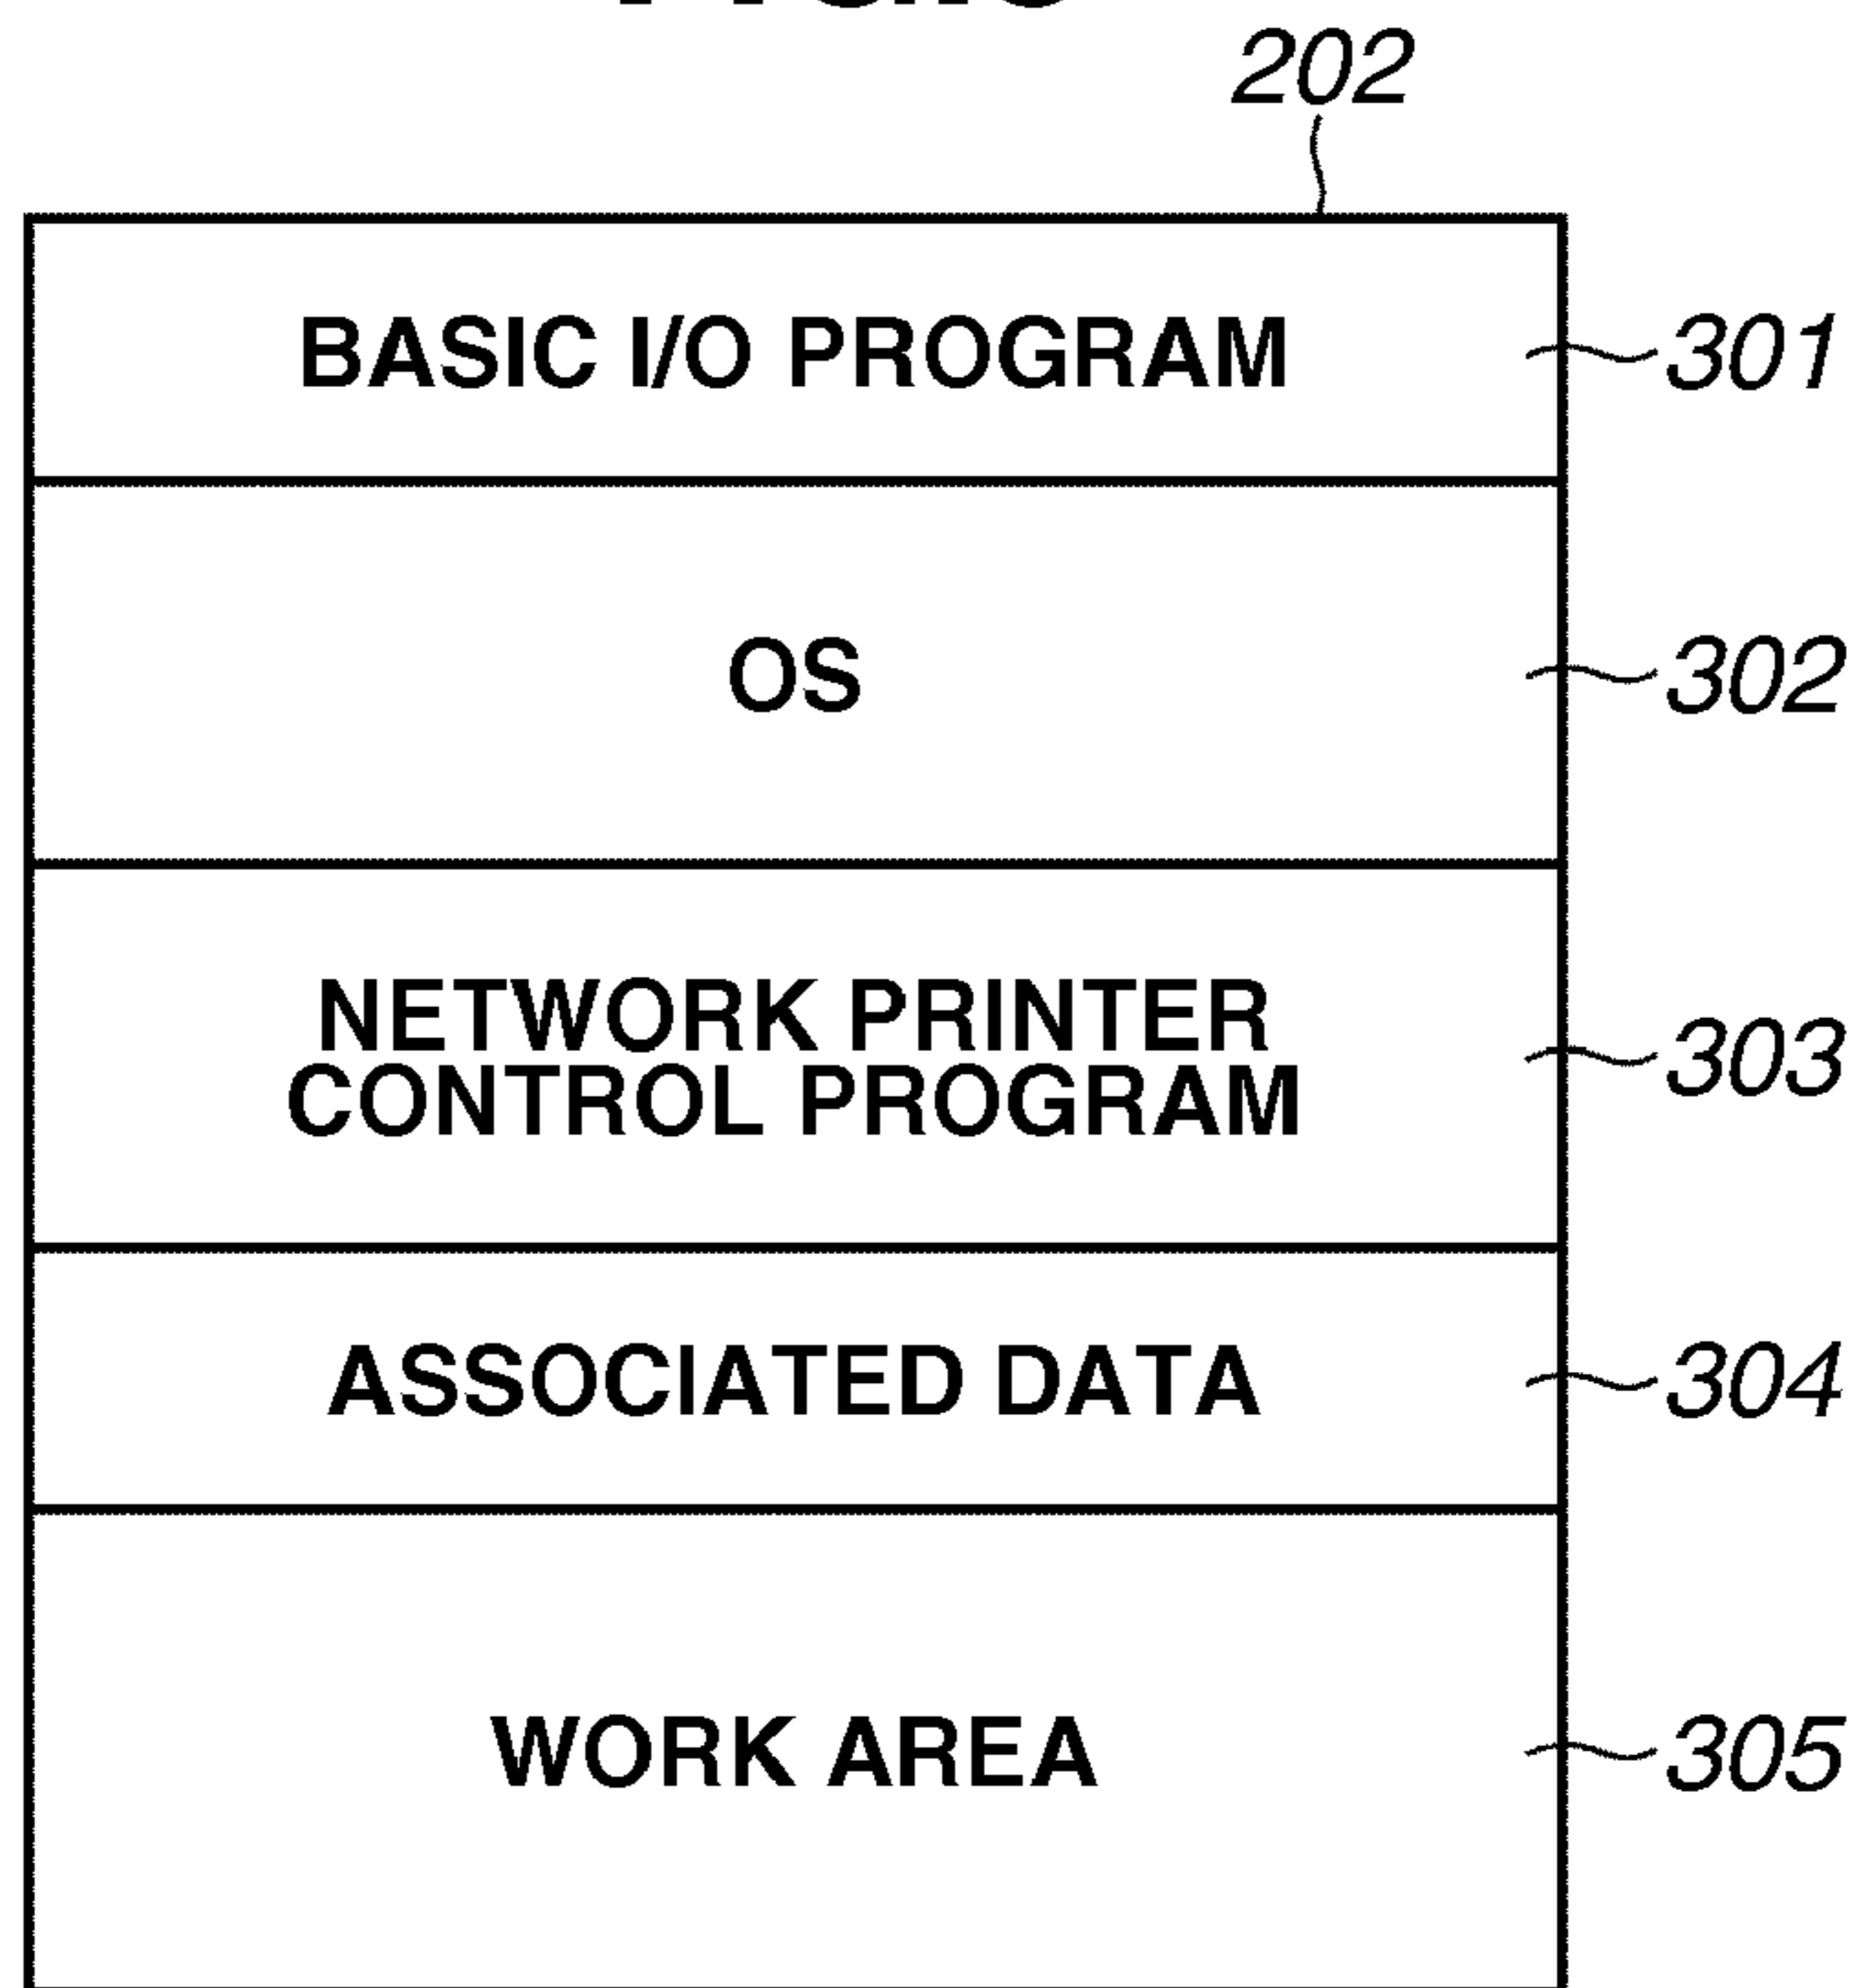 202
BASIC I/O PROGRAM
301
OS
302
NETWORK PRINTER
CONTROL PROGRAM
303
ASSOCIATED DATA
304
WORK AREA
305